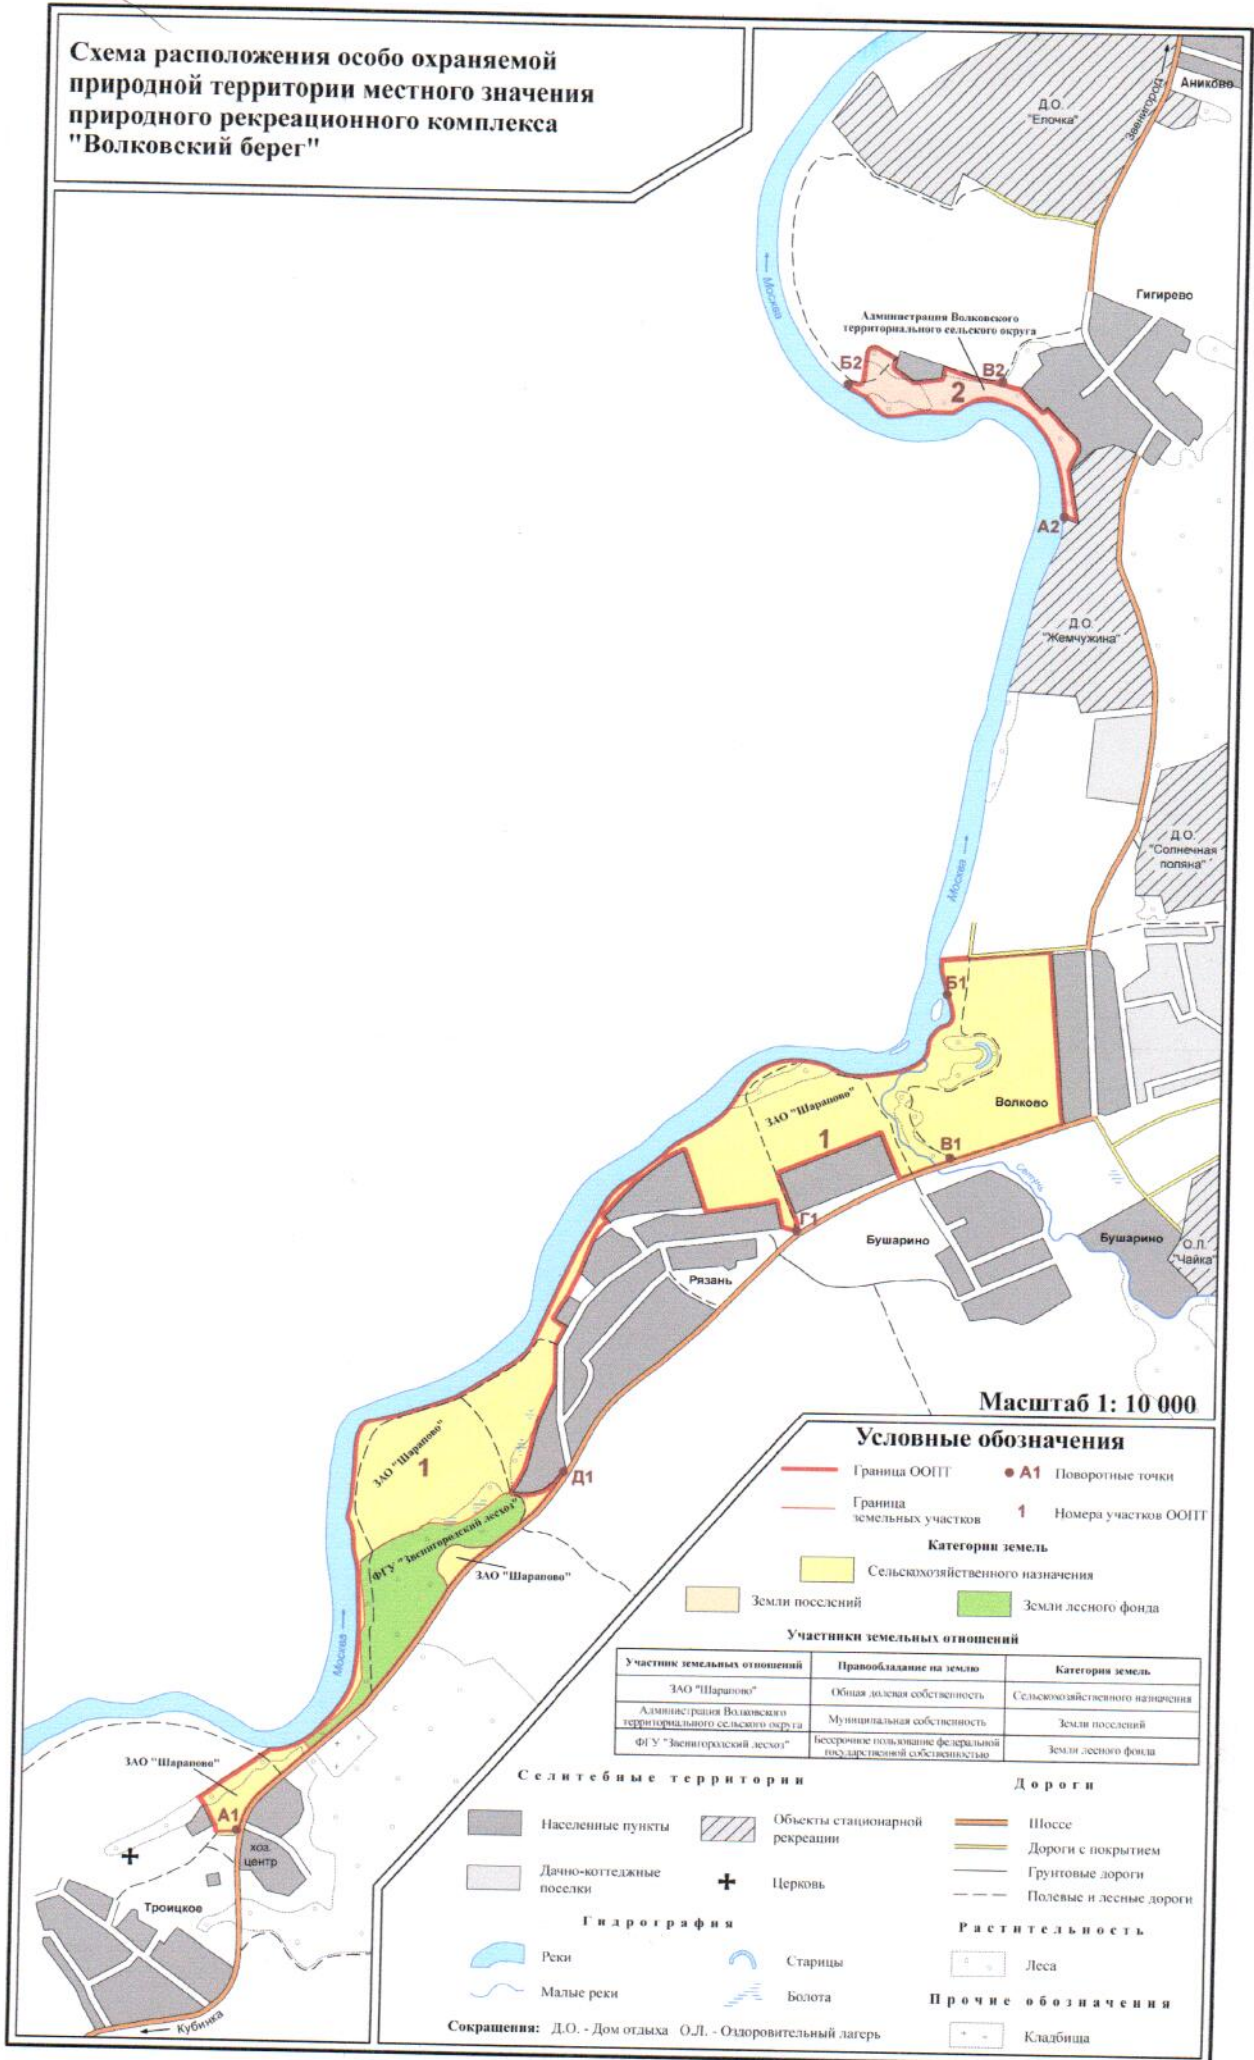 Схема расположения особо охраняемой
природной территории местного значения
природного рекреационного комплекса
"Волковский берег"
Звенигород
Аниково
Д.О.
"Елочка"
Москва
Гигирево
Администрация Волковского
территориального сельского округа
Б2
В2
2
А2
Д.О.
"Жемчужина"
Д.О.
"Солнечная
поляна"
Москва
Б1
ЗАО "Шарапово"
Волково
1
В1
Сетунь
Г1
Бушарино
Бушарино
О.Л.
"Чайка"
Рязань
ЗАО "Шарапово"
1
Д1
ФГУ "Звенигородский лесхоз"
ЗАО "Шарапово"
Москва
ЗАО "Шарапово"
А1
хоз.
центр
Троицкое
Кубинка
Масштаб 1: 10 000
Условные обозначения
Граница ООПТ
А1 Поворотные точки
Граница
земельных участков
1 Номера участков ООПТ
Категории земель
Сельскохозяйственного назначения
Земли поселений
Земли лесного фонда
Участники земельных отношений
Участник земельных отношений Правообладание на землю Категория земель
ЗАО "Шарапово" Общая долевая собственность Сельскохозяйственного назначения
Администрация Волковского
территориального сельского округа Муниципальная собственность Земли поселений
ФГУ "Звенигородский лесхоз" Бессрочное пользование федеральной
государственной собственностью Земли лесного фонда
Селитебные территории
Населенные пункты
Объекты стационарной
рекреации
Дачно-коттеджные
поселки
Церковь
Дороги
Шоссе
Дороги с покрытием
Грунтовые дороги
Полевые и лесные дороги
Гидрография
Реки
Старицы
Малые реки
Болота
Растительность
Леса
Прочие обозначения
Кладбища
Сокращения: Д.О. - Дом отдыха О.Л. - Оздоровительный лагерь